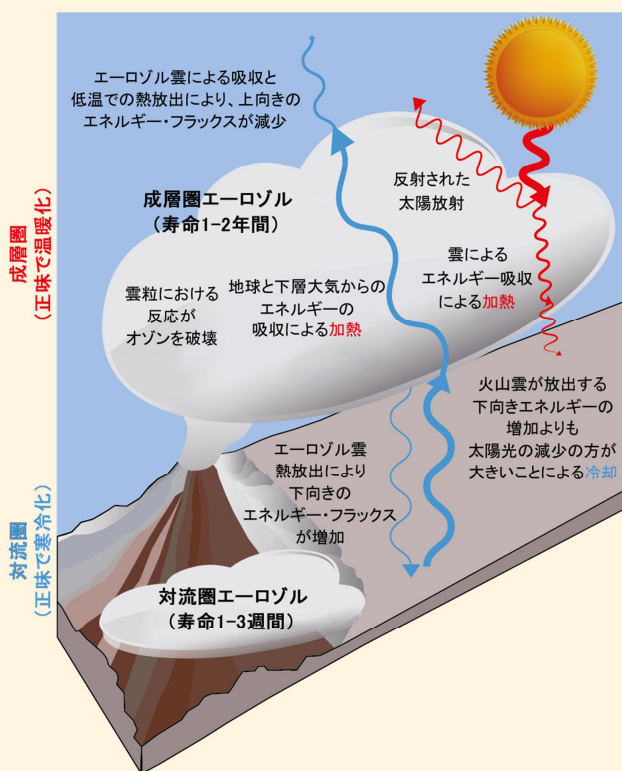 エーロゾル雲による吸収と
低温での熱放出により、上向きの
エネルギー・フラックスが減少
反射された
太陽放射
成層圏エーロゾル
(寿命1-2年間)
雲による
エネルギー吸収
による加熱
雲粒における
反応が
オゾンを破壊
地球と下層大気からの
エネルギーの
吸収による加熱
成層圏
(正味で温暖化)
火山雲が放出する
下向きエネルギーの
増加よりも
太陽光の減少の方が
大きいことによる冷却
エーロゾル雲
熱放出により
下向きの
エネルギー・フラックス
が増加
対流圏
(正味で寒冷化)
対流圏エーロゾル
(寿命1-3週間)